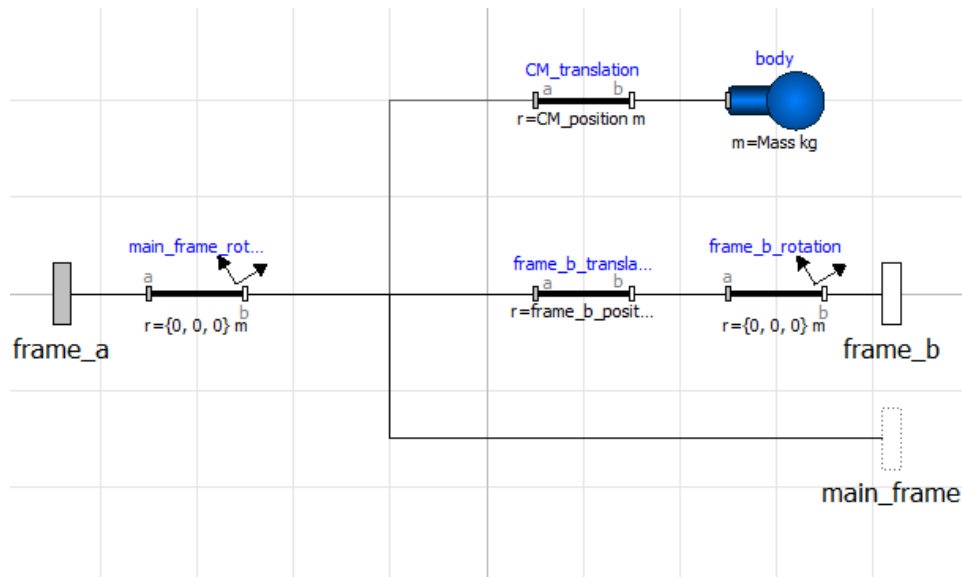 body
CM_translation
a b
r=CM_position m
m=Mass kg
main_frame_rot...
frame_b_transla...
frame_b_rotation
a
b
a b
a
b
r={0, 0, 0} m
r=frame_b_posit...
r={0, 0, 0} m
frame_a
frame_b
main_frame